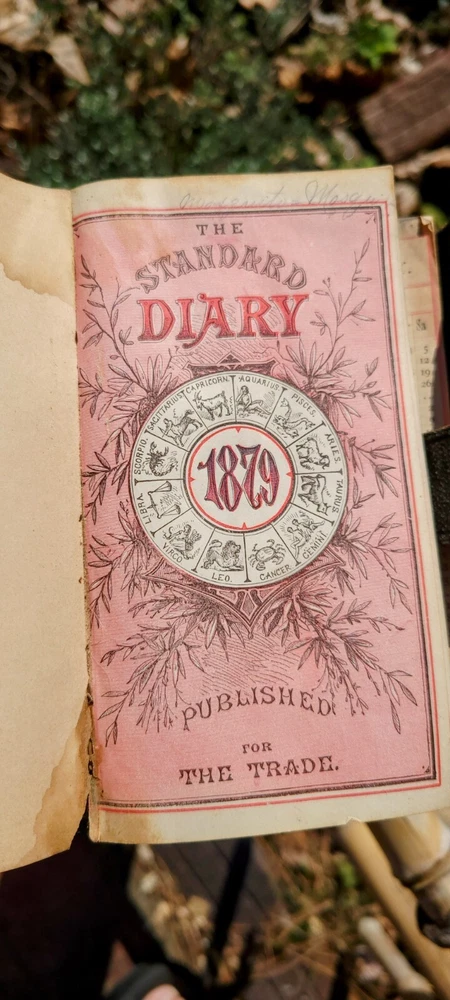 THE
STANDARD
DIARY
CAPRICORN.
AQUARIUS
PISCES.
ARIES
TAURUS
GEMINI
CANCER
LEO.
VIRGO
LIBRA.
SCORPIO.
SAGITTARIUS
1879
PUBLISHED
FOR
THE TRADE.